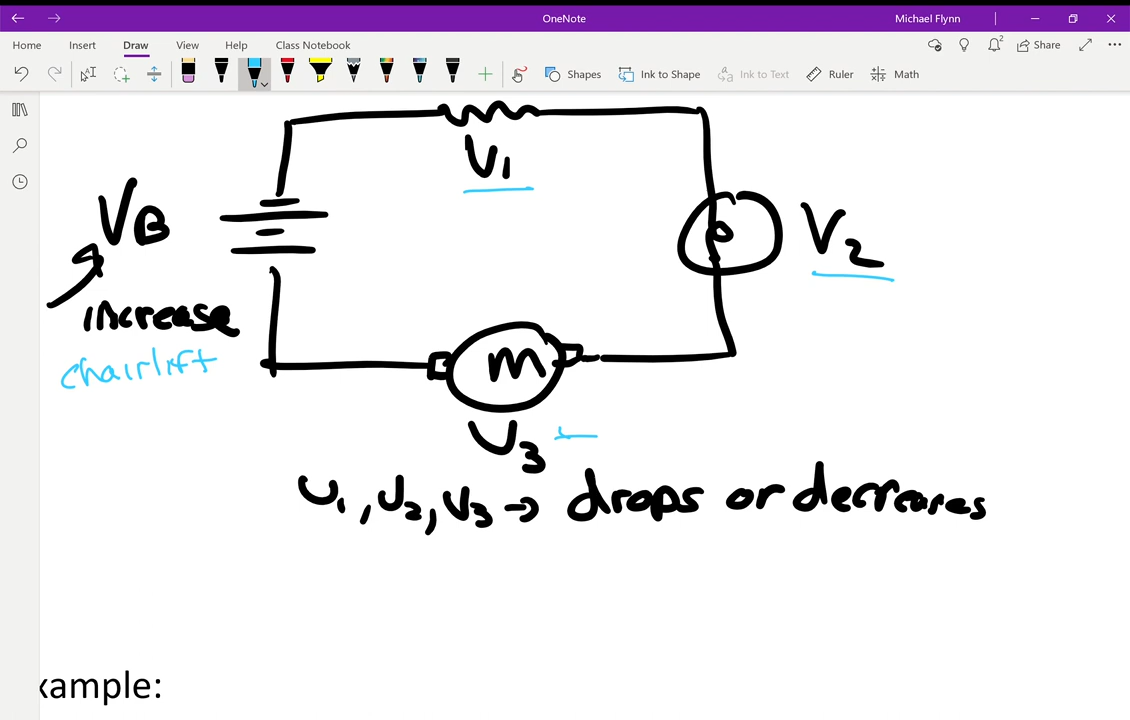 OneNote
Michael Flynn
Home Insert Draw View Help Class Notebook
2
Share
Shapes Ink to Shape Ink to Text Ruler Math
V1
VB
V2
increase
chairlift
m
V3
V1, V2, V3 → drops or decreases
xample: